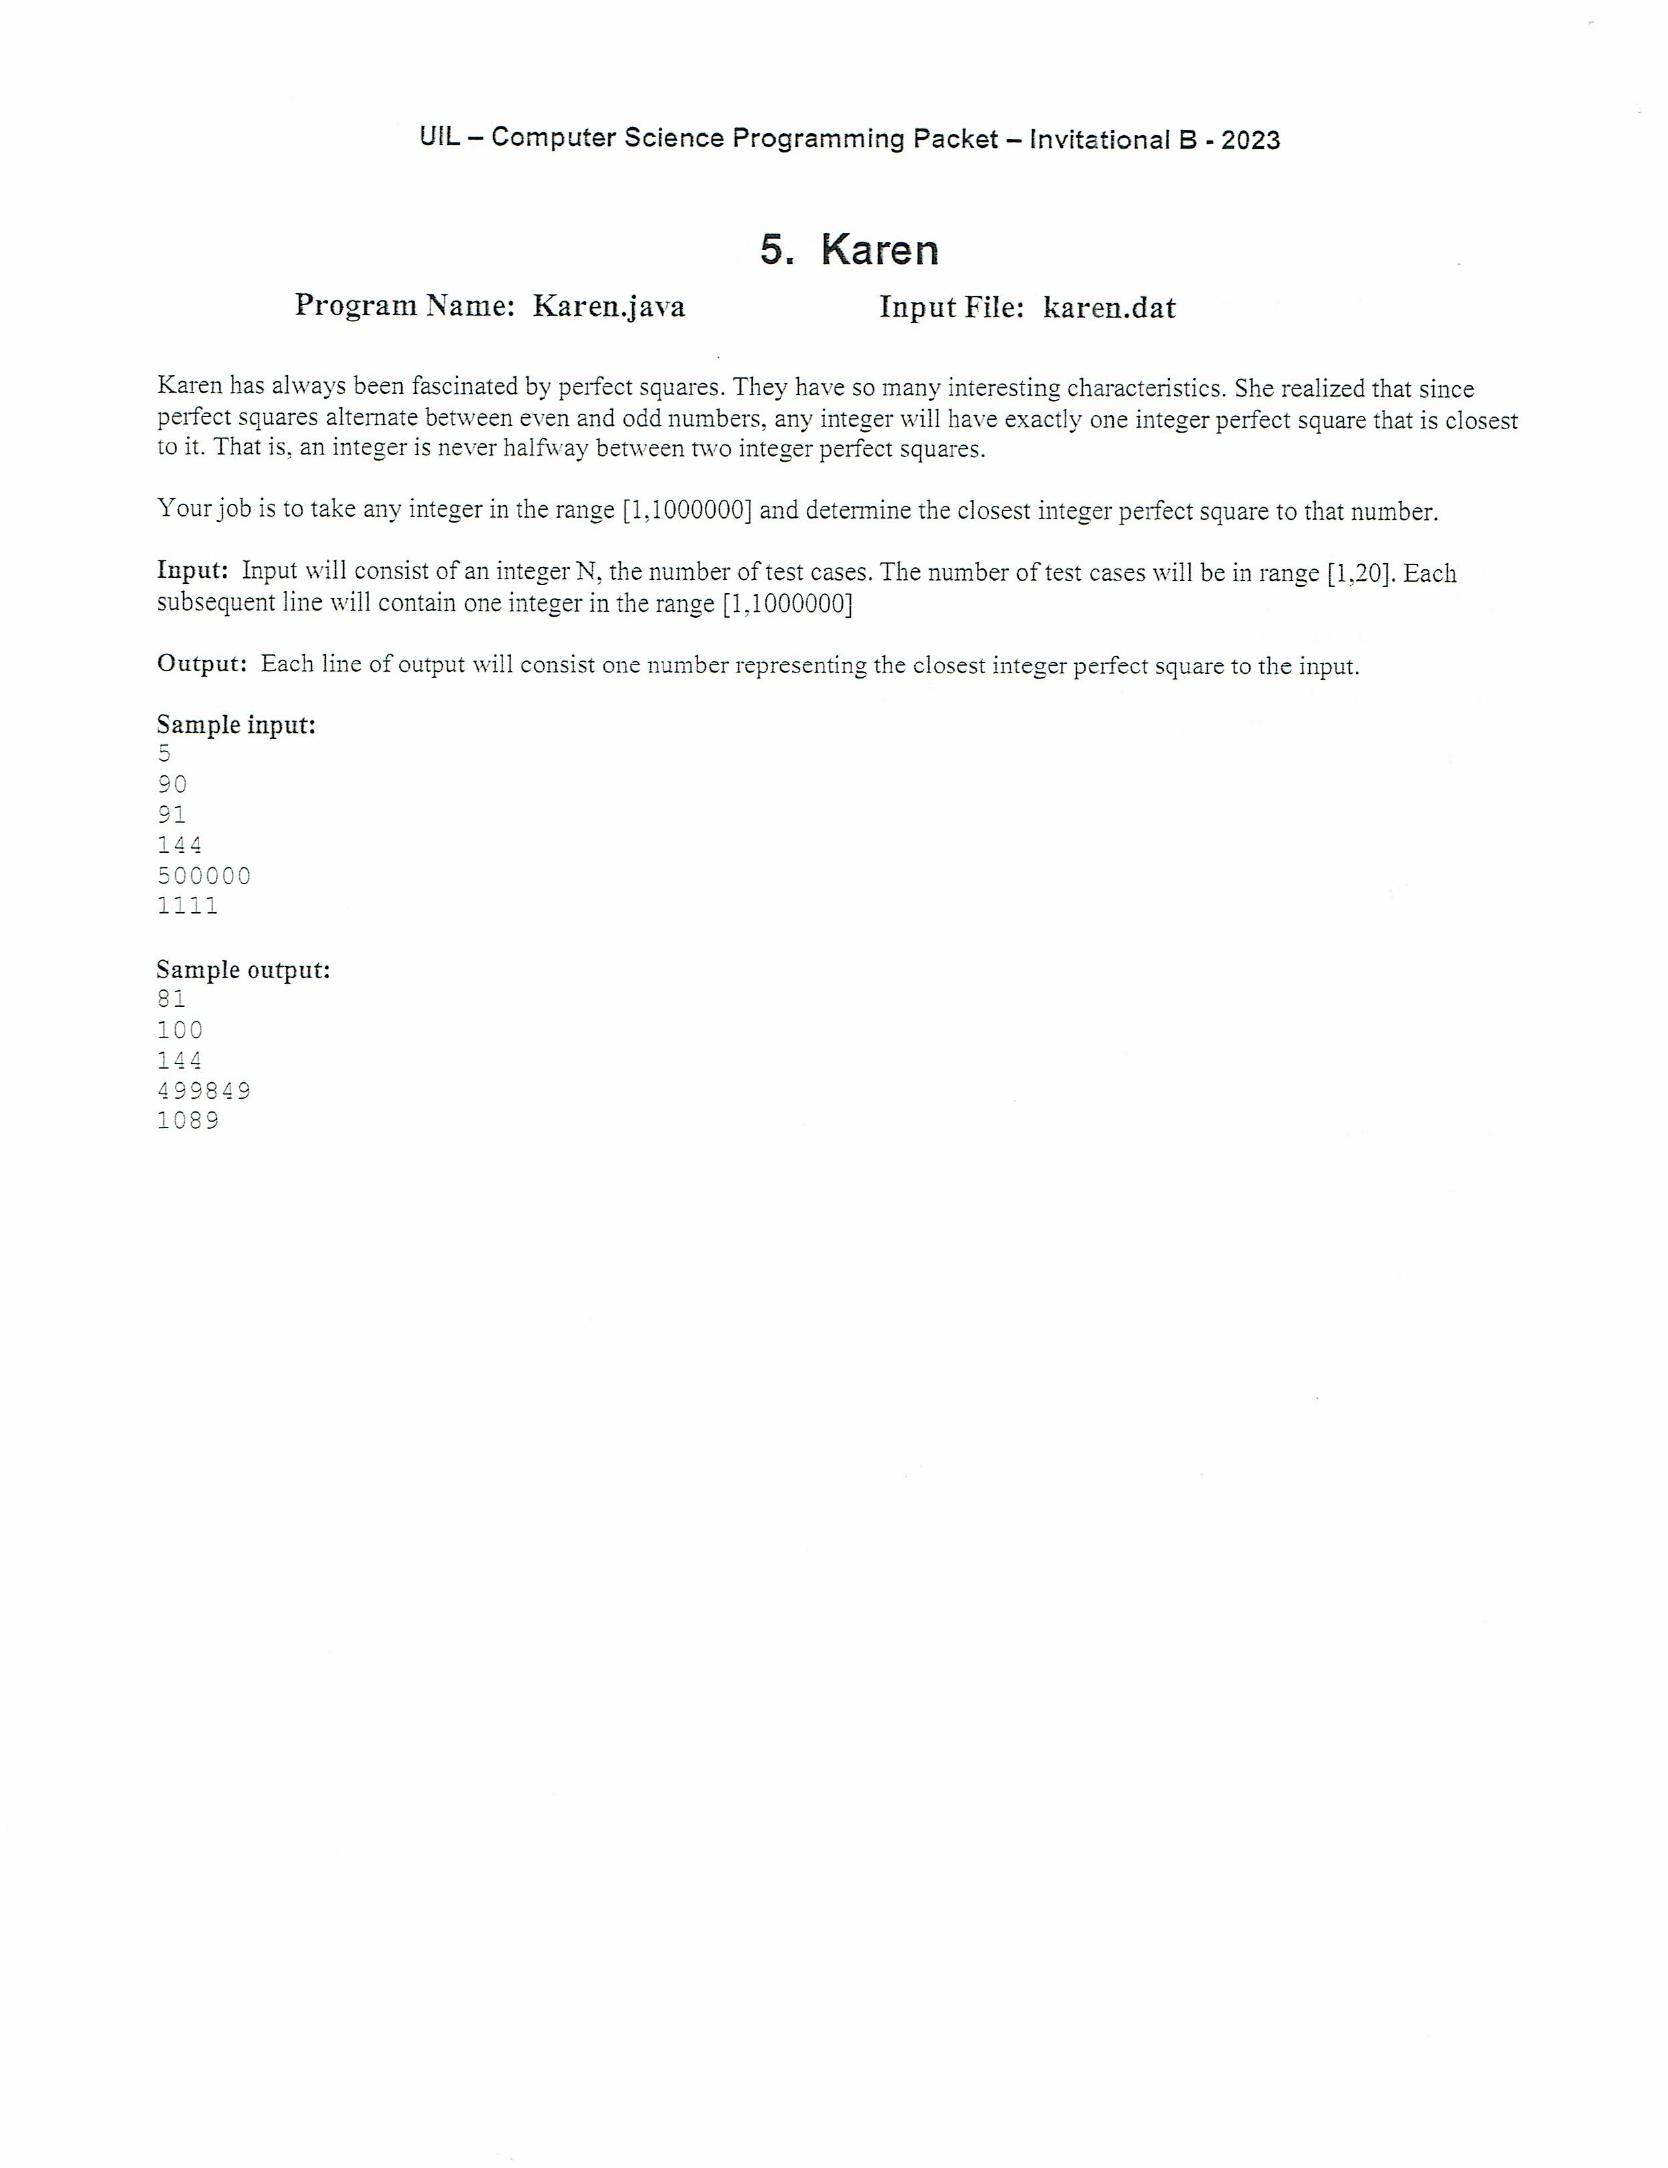 UIL – Computer Science Programming Packet – Invitational B - 2023
5. Karen
Program Name: Karen.java Input File: karen.dat
Karen has always been fascinated by perfect squares. They have so many interesting characteristics. She realized that since
perfect squares alternate between even and odd numbers, any integer will have exactly one integer perfect square that is closest
to it. That is, an integer is never halfway between two integer perfect squares.
Your job is to take any integer in the range [1,1000000] and determine the closest integer perfect square to that number.
Input: Input will consist of an integer N, the number of test cases. The number of test cases will be in range [1,20]. Each
subsequent line will contain one integer in the range [1,1000000]
Output: Each line of output will consist one number representing the closest integer perfect square to the input.
Sample input:
5
90
91
144
500000
1111
Sample output:
81
100
144
499849
1089